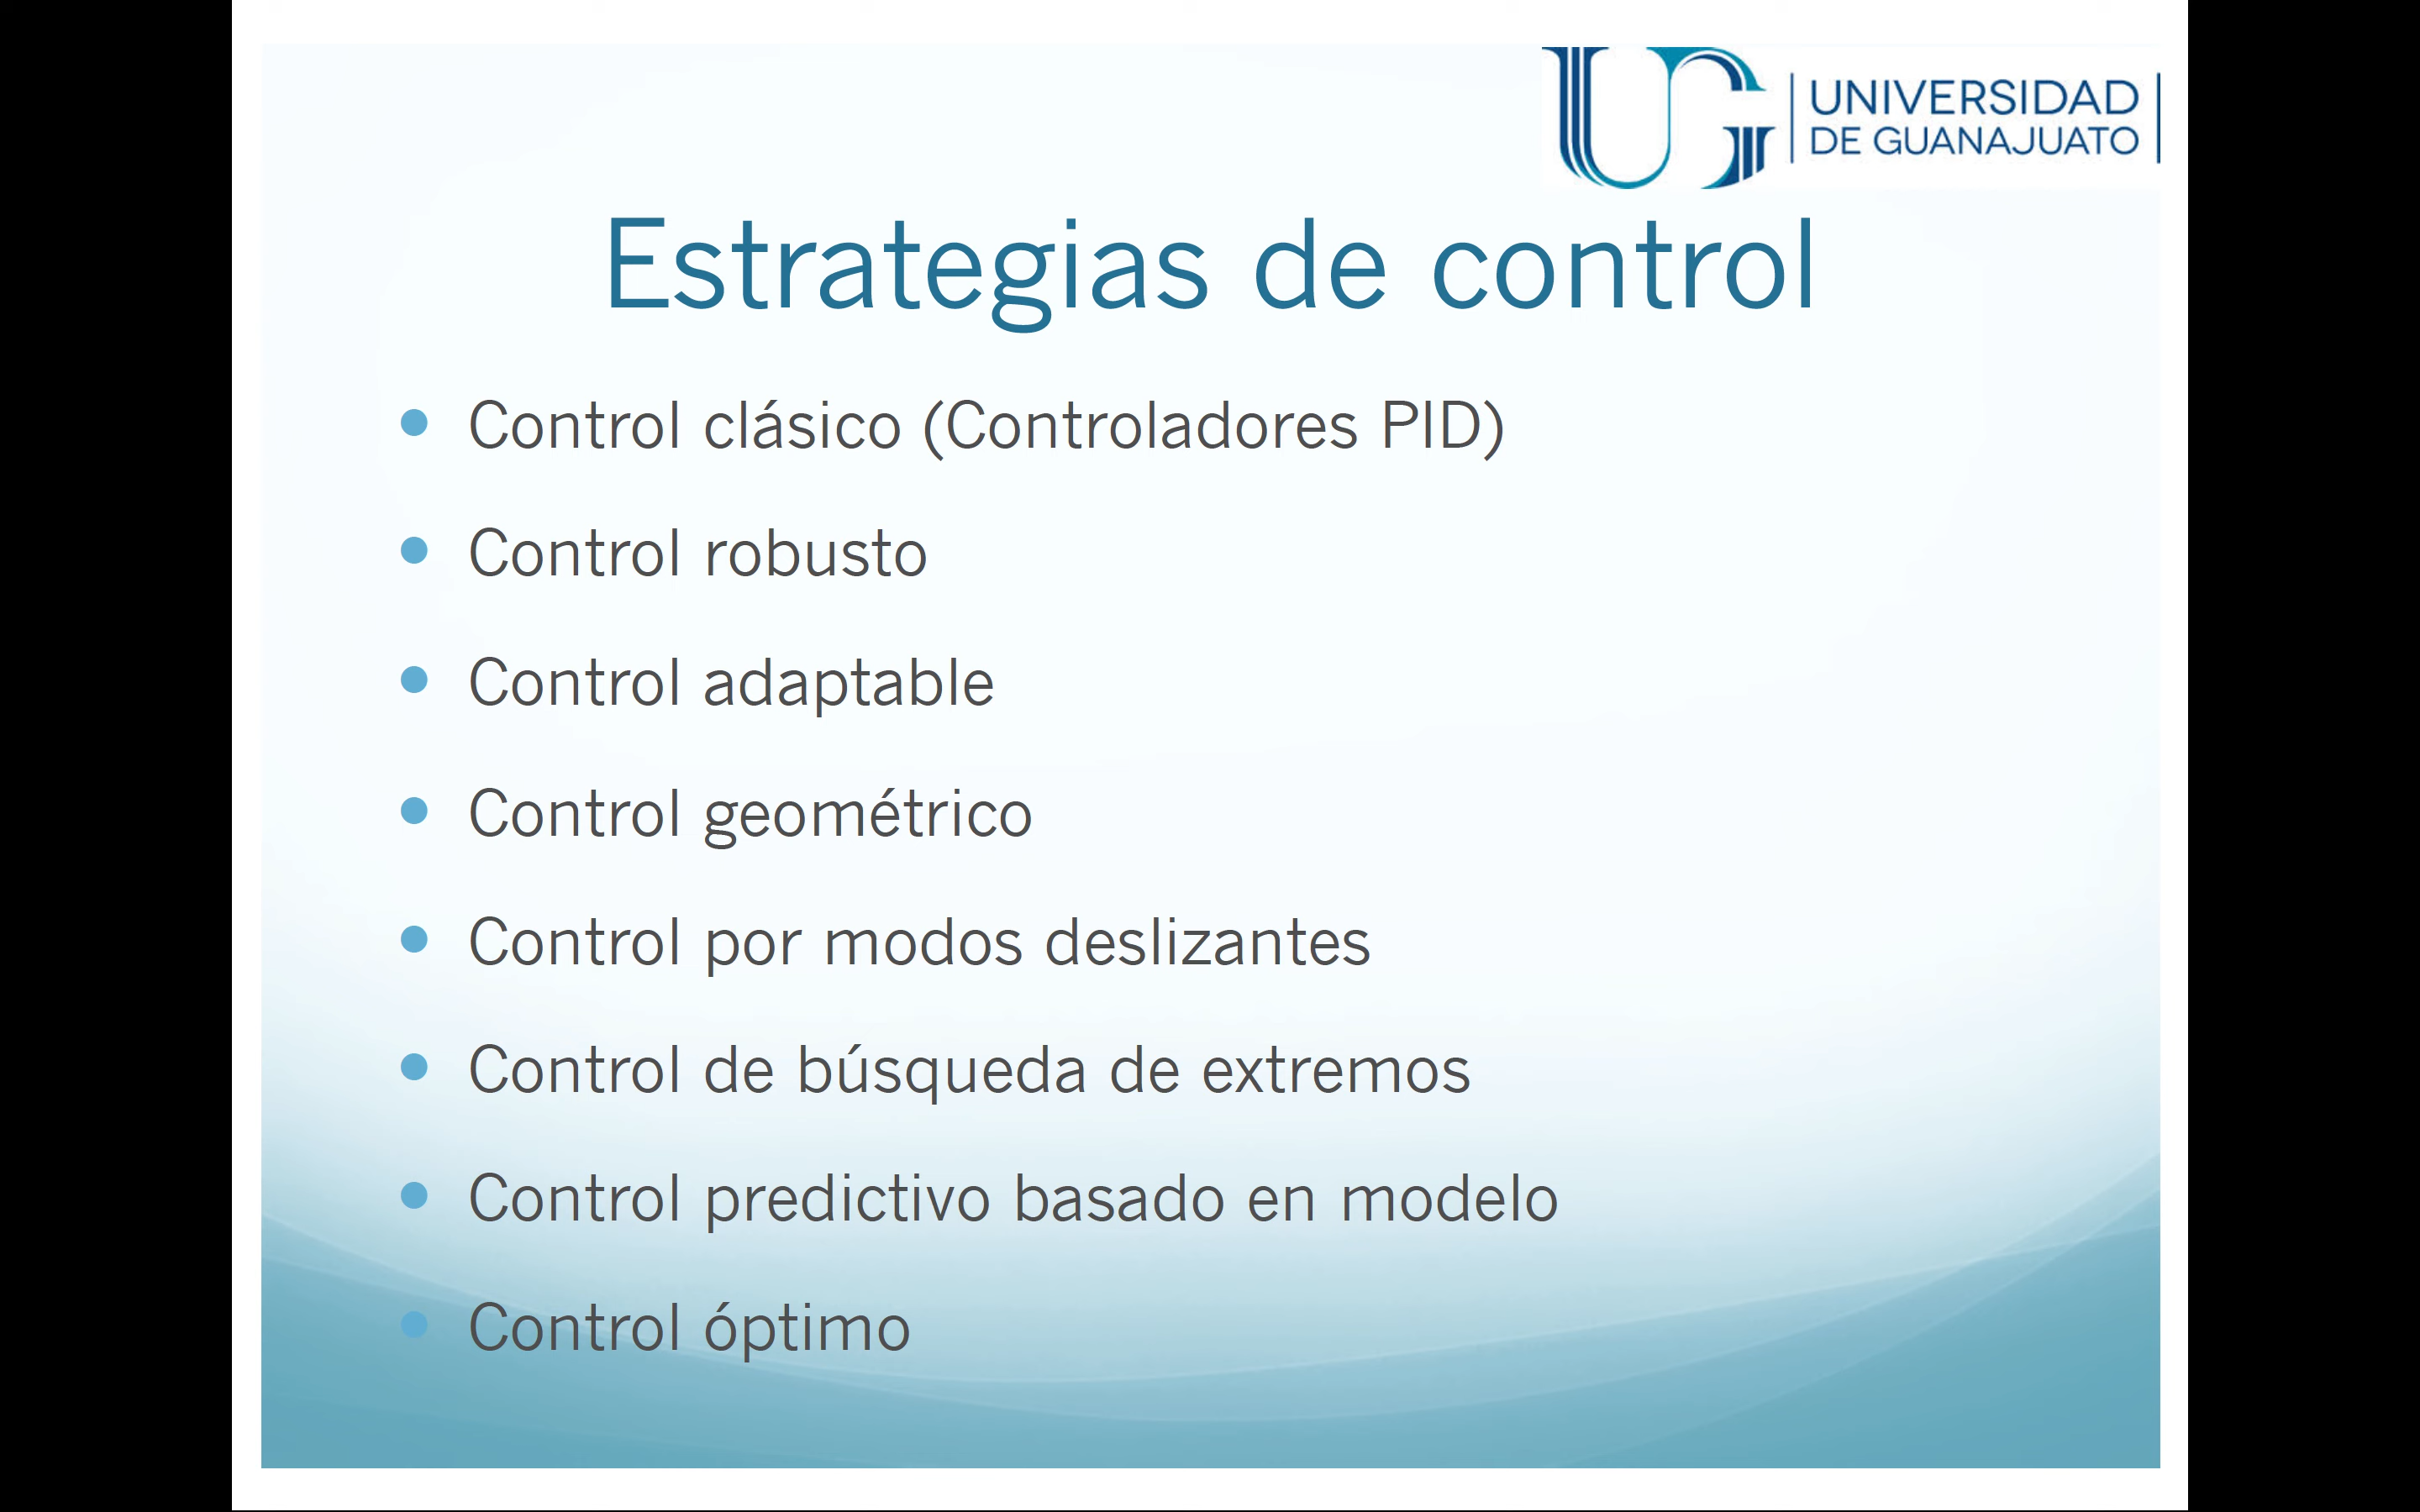 UG
UNIVERSIDAD
DE GUANAJUATO
Estrategias de control
Control clásico (Controladores PID)
Control robusto
Control adaptable
Control geométrico
Control por modos deslizantes
Control de búsqueda de extremos
Control predictivo basado en modelo
Control óptimo